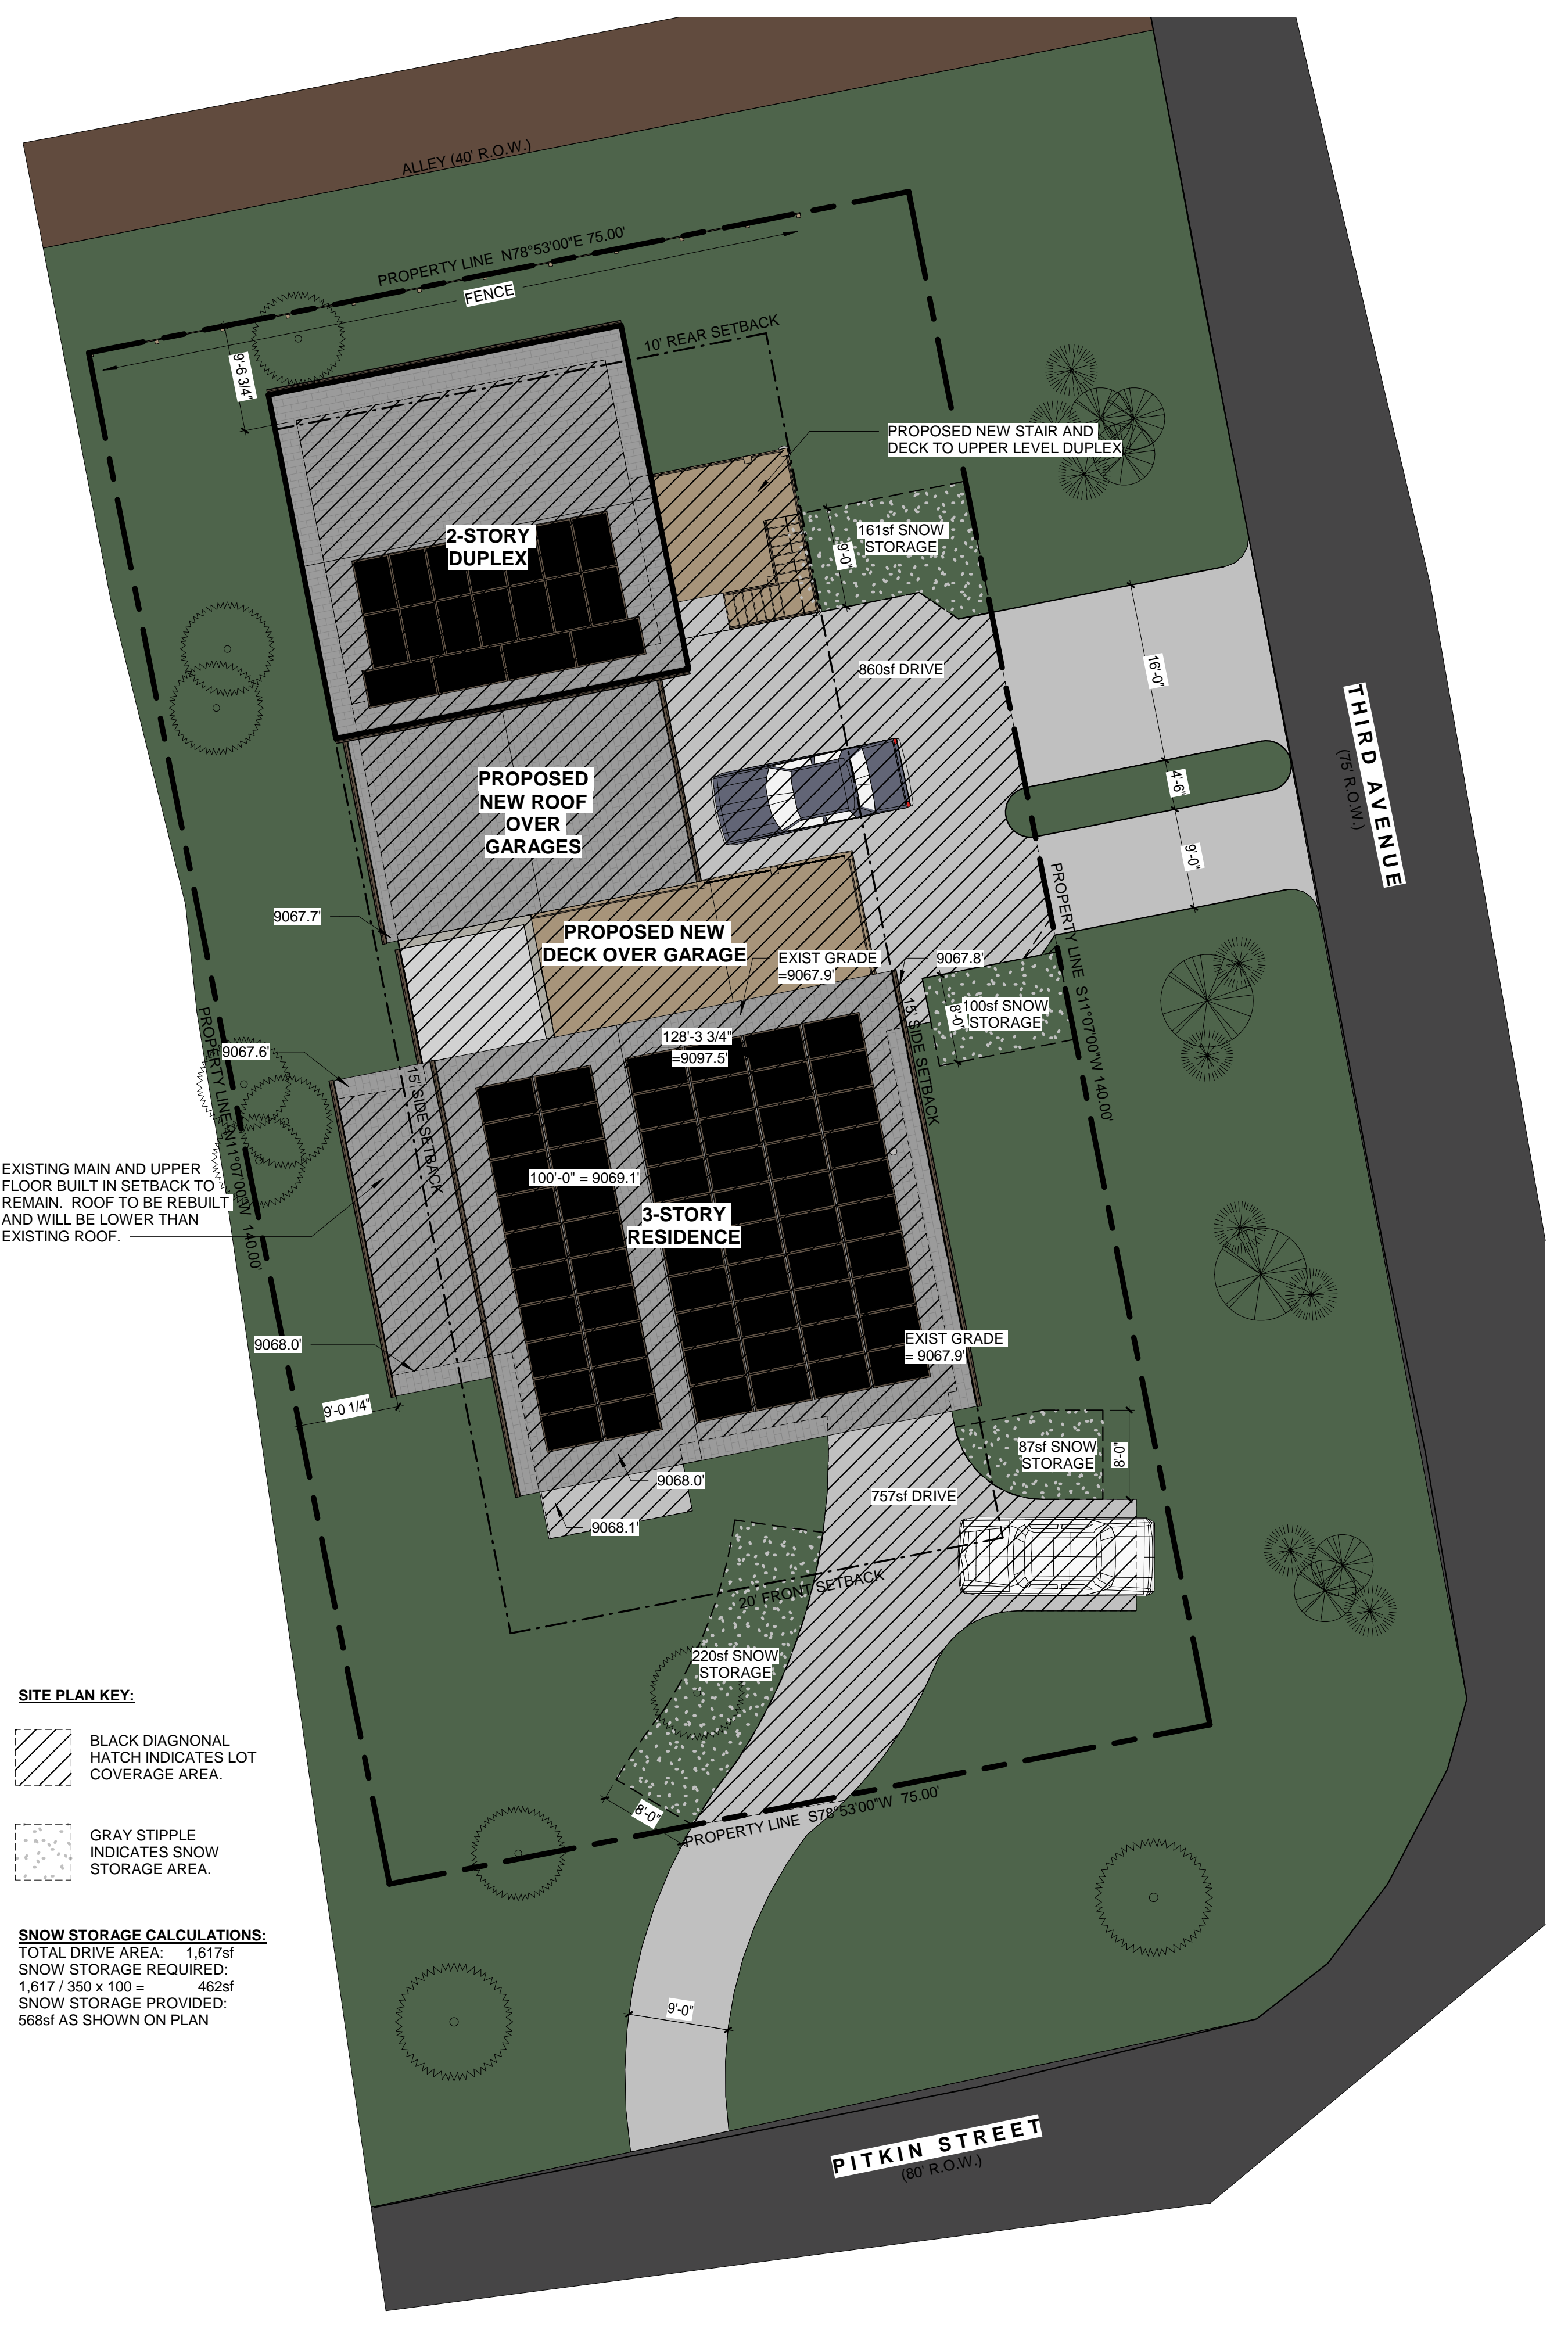 ALLEY (40' R.O.W.)
PROPERTY LINE  N78°53'00"E 75.00'
FENCE
10' REAR SETBACK
9'-6 3/4"
PROPOSED NEW STAIR AND
DECK TO UPPER LEVEL DUPLEX
2-STORY
DUPLEX
161sf SNOW
STORAGE
9'-0"
860sf DRIVE
16'-0"
THIRD AVENUE
(75' R.O.W.)
4'-6"
9'-0"
PROPOSED
NEW ROOF
OVER
GARAGES
9067.7'
PROPOSED NEW
DECK OVER GARAGE
EXIST GRADE
=9067.9'
9067.8'
PROPERTY LINE  S11°07'00"W 140.00'
15' SIDE SETBACK
100sf SNOW
STORAGE
8'-0"
128'-3 3/4"
=9097.5'
9067.6'
PROPERTY LINE  N11°07'00"W  140.00'
15' SIDE SETBACK
EXISTING MAIN AND UPPER
FLOOR BUILT IN SETBACK TO
REMAIN.  ROOF TO BE REBUILT
AND WILL BE LOWER THAN
EXISTING ROOF.
100'-0" = 9069.1'
3-STORY
RESIDENCE
9068.0'
EXIST GRADE
= 9067.9'
9'-0 1/4"
87sf SNOW
STORAGE
8'-0"
9068.0'
757sf DRIVE
9068.1'
20' FRONT SETBACK
220sf SNOW
STORAGE
8'-0"
PROPERTY LINE  S78°53'00"W  75.00'
SITE PLAN KEY:
BLACK DIAGNONAL
HATCH INDICATES LOT
COVERAGE AREA.
GRAY STIPPLE
INDICATES SNOW
STORAGE AREA.
SNOW STORAGE CALCULATIONS:
TOTAL DRIVE AREA: 1,617sf
SNOW STORAGE REQUIRED:
1,617 / 350 x 100 = 462sf
SNOW STORAGE PROVIDED:
568sf AS SHOWN ON PLAN
9'-0"
PITKIN STREET
(80' R.O.W.)